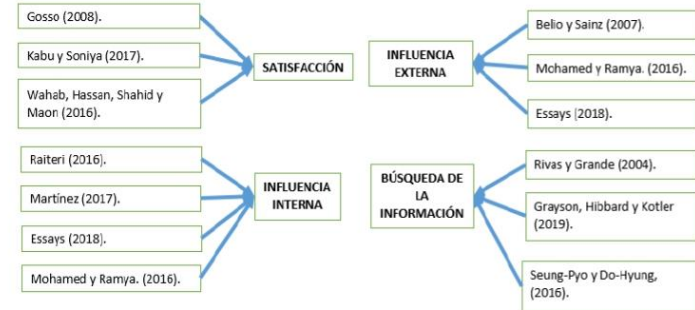 Gosso (2008).
Kabu y Soniya (2017).
Wahab, Hassan, Shahid y
Maon (2016).
SATISFACCIÓN
INFLUENCIA
EXTERNA
Belio y Sainz (2007).
Mohamed y Ramya. (2016).
Essays (2018).
Raiteri (2016).
Martínez (2017).
Essays (2018).
Mohamed y Ramya. (2016).
INFLUENCIA
INTERNA
BÚSQUEDA DE
LA
INFORMACIÓN
Rivas y Grande (2004).
Grayson, Hibbard y Kotler
(2019).
Seung-Pyo y Do-Hyung,
(2016).